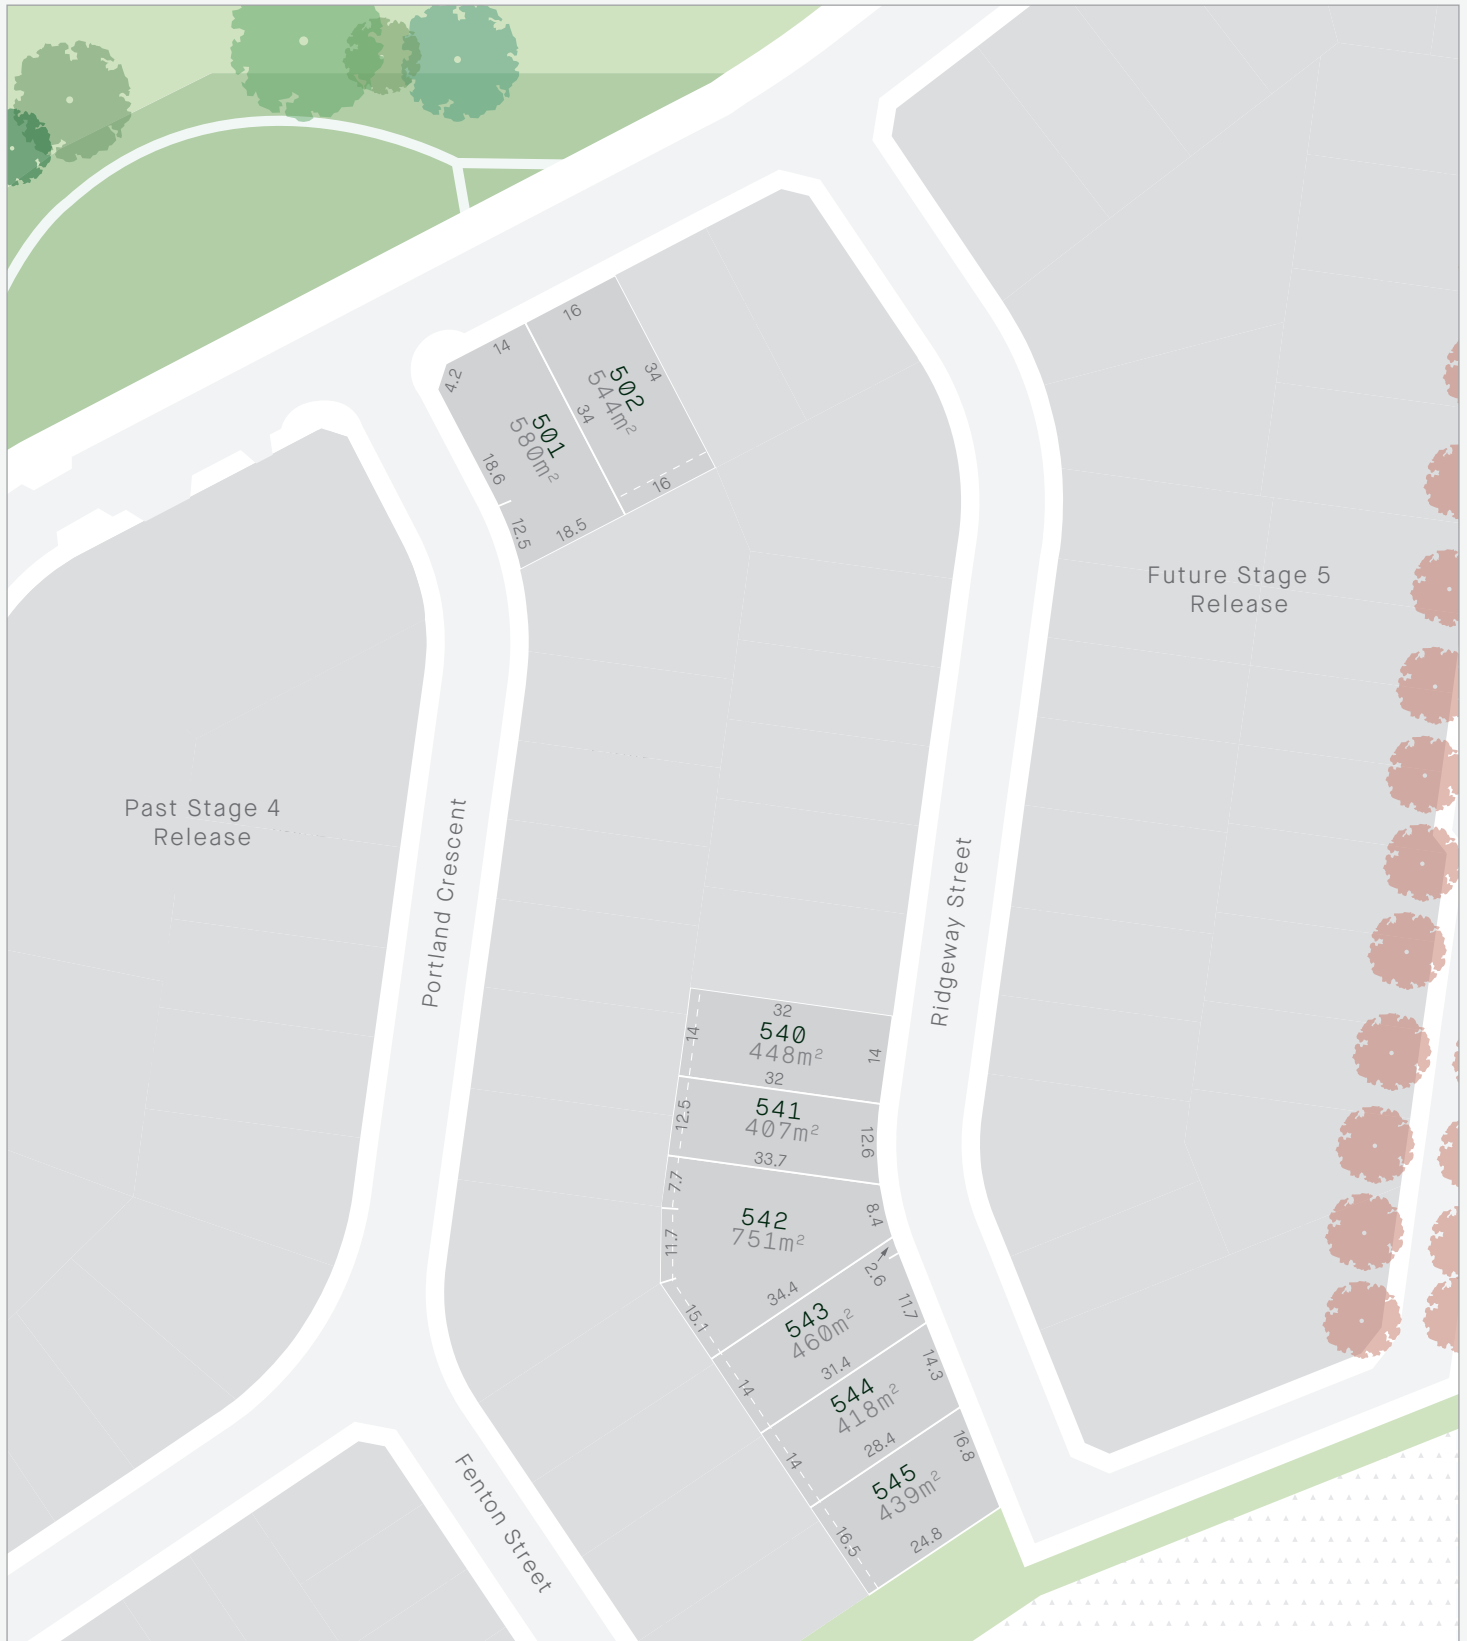 16
14
4.2
502
544m²
34
501
580m²
34
18.6
16
12.5
18.5
Future Stage 5
Release
Past Stage 4
Release
Portland Crescent
Ridgeway Street
32
540
448m²
14
14
32
541
407m²
12.5
12.6
33.7
7.7
542
751m²
8.4
11.7
2.6
34.4
15.1
543
460m²
11.7
31.4
14
544
418m²
14.3
28.4
14
545
439m²
16.8
16.5
24.8
Fenton Street